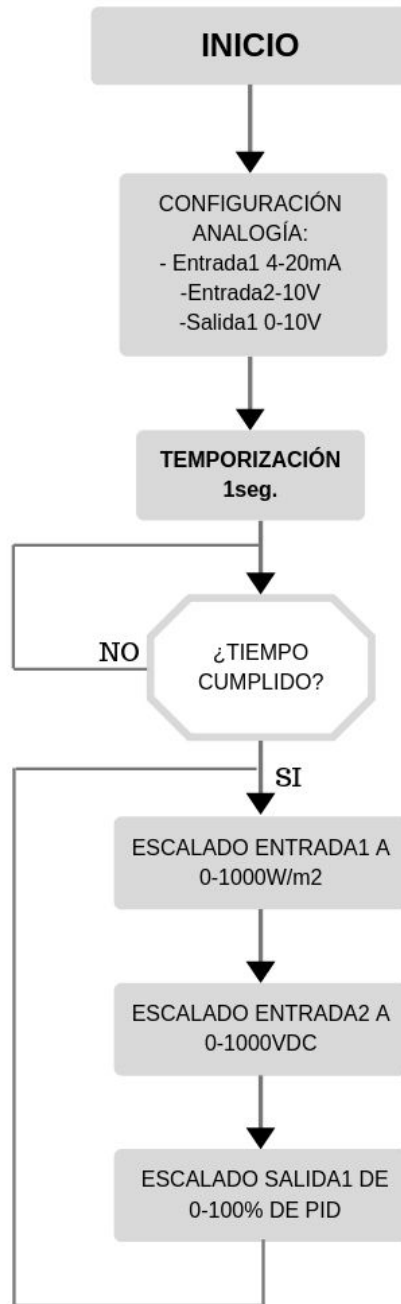 INICIO
CONFIGURACIÓN
ANALOGÍA:
- Entrada1 4-20mA
-Entrada2-10V
-Salida1 0-10V
TEMPORIZACIÓN
1seg.
NO
¿TIEMPO
CUMPLIDO?
SI
ESCALADO ENTRADA1 A
0-1000W/m2
ESCALADO ENTRADA2 A
0-1000VDC
ESCALADO SALIDA1 DE
0-100% DE PID